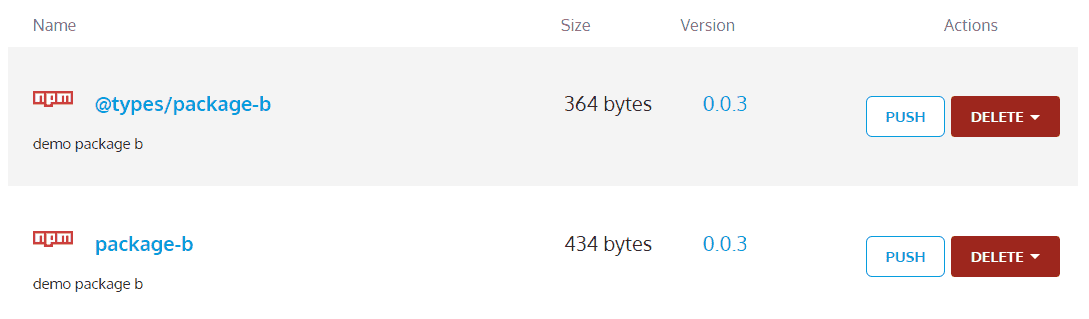 Name Size Version Actions
npm @types/package-b 364 bytes 0.0.3 PUSH DELETE
demo package b
npm package-b 434 bytes 0.0.3 PUSH DELETE
demo package b